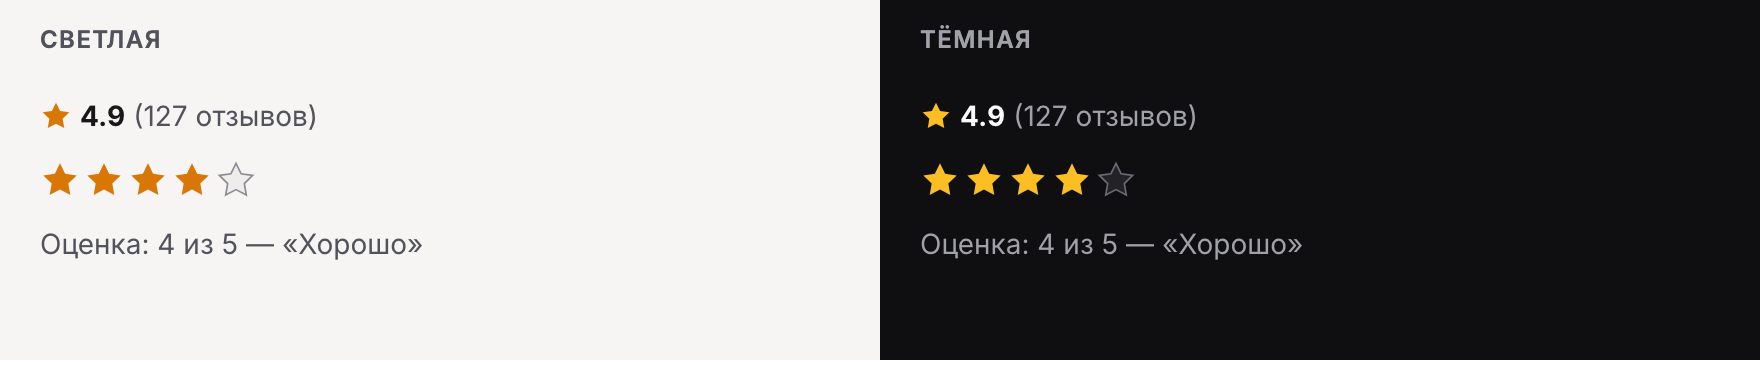 СВЕТЛАЯ
4.9 (127 отзывов)
Оценка: 4 из 5 — «Хорошо»
ТЁМНАЯ
4.9 (127 отзывов)
Оценка: 4 из 5 — «Хорошо»